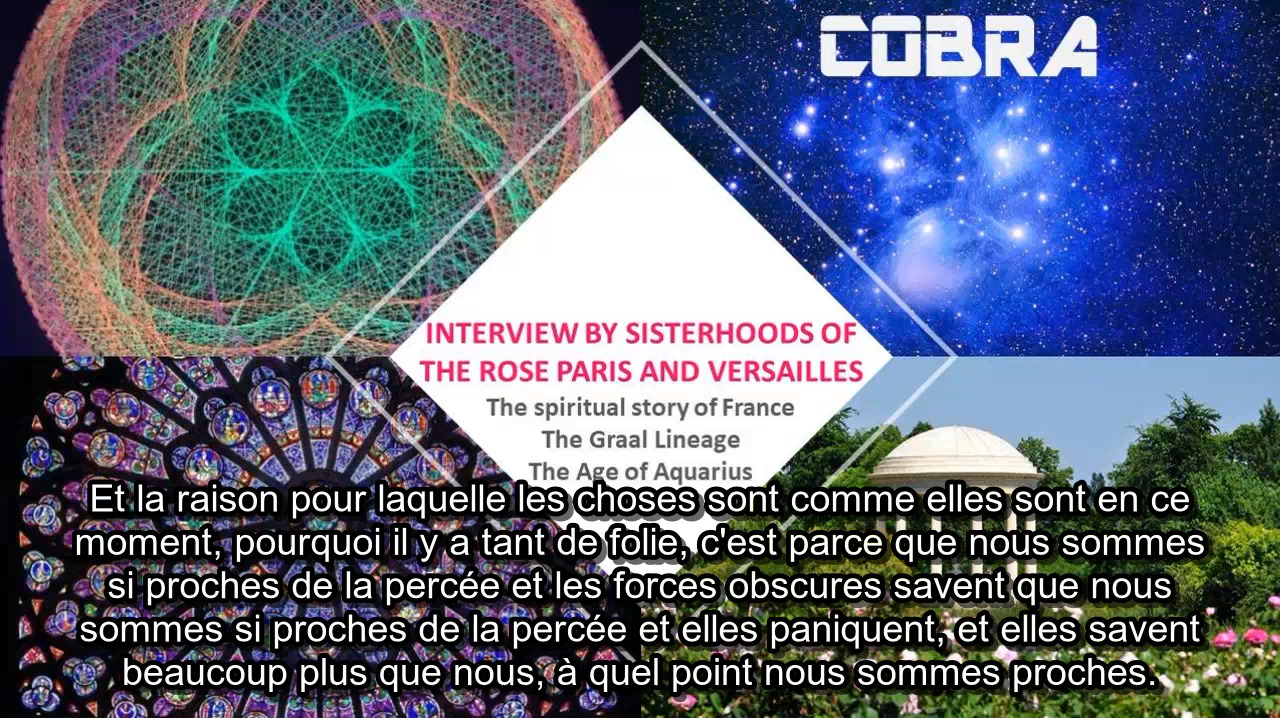 COBRA
INTERVIEW BY SISTERHOODS OF
THE ROSE PARIS AND VERSAILLES
The spiritual story of France
The Graal Lineage
The Age of Aquarius
Et la raison pour laquelle les choses sont comme elles sont en ce
moment, pourquoi il y a tant de folie, c'est parce que nous sommes
si proches de la percée et les forces obscures savent que nous
sommes si proches de la percée et elles paniquent, et elles savent
beaucoup plus que nous, à quel point nous sommes proches.